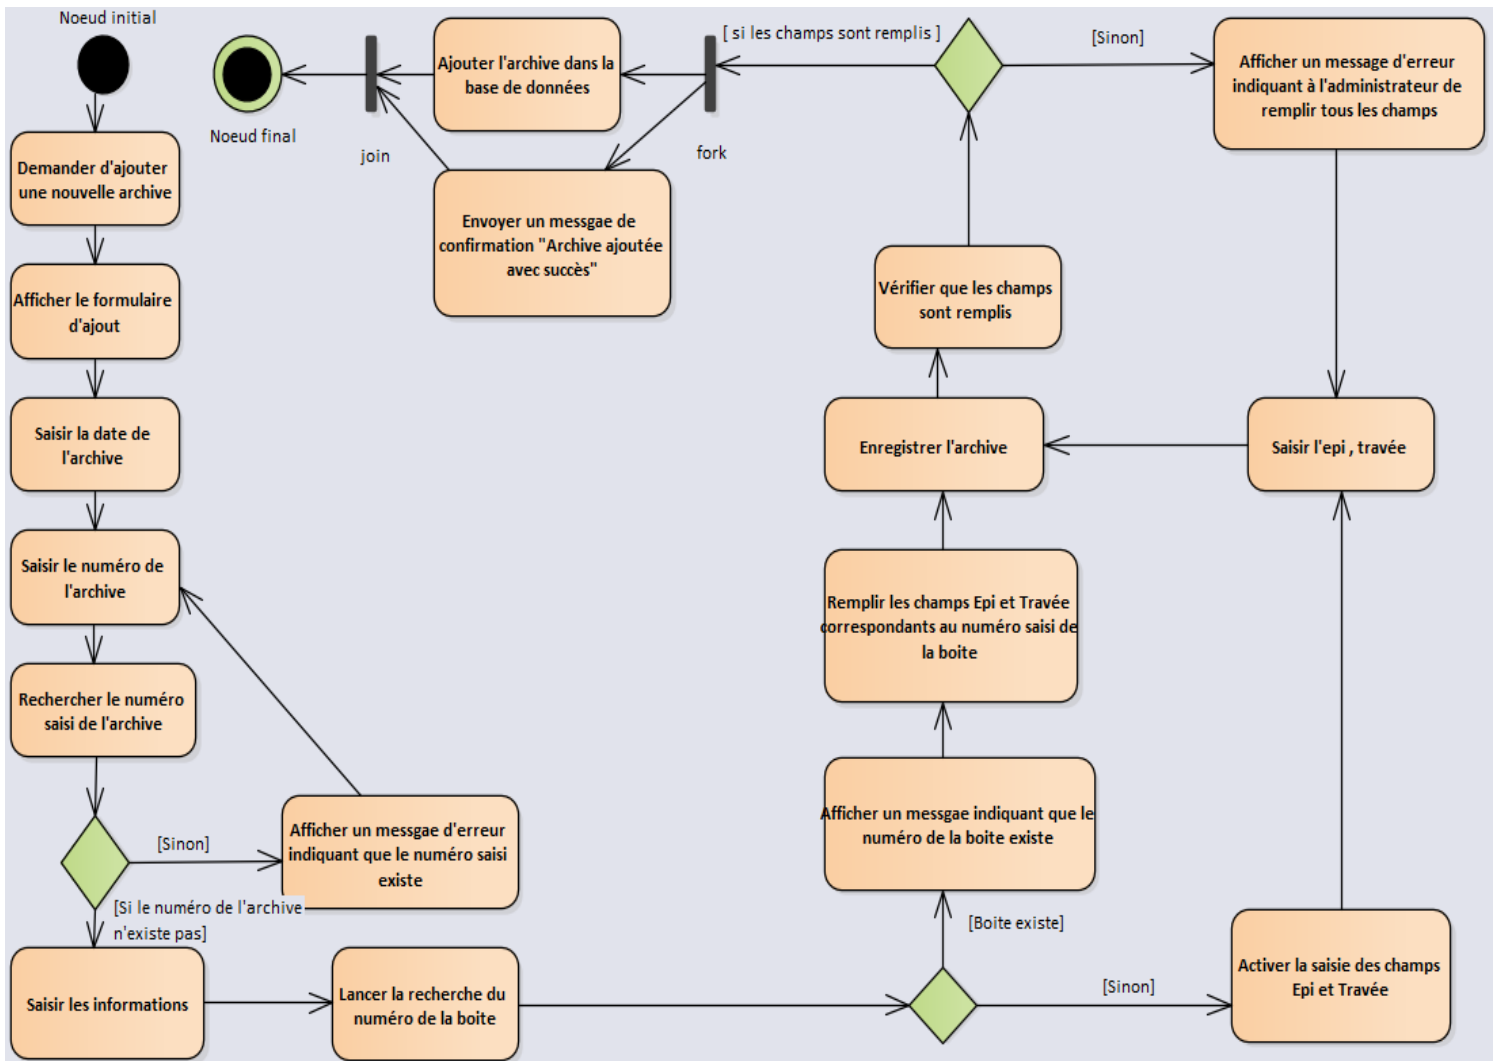 Noeud initial
Noeud final
join
fork
Ajouter l'archive dans la
base de données
Envoyer un messgae de
confirmation "Archive ajoutée
avec succès"
[ si les champs sont remplis ]
[Sinon]
Afficher un message d'erreur
indiquant à l'administrateur de
remplir tous les champs
Demander d'ajouter
une nouvelle archive
Afficher le formulaire
d'ajout
Saisir la date de
l'archive
Saisir le numéro de
l'archive
Rechercher le numéro
saisi de l'archive
[Sinon]
Afficher un messgae d'erreur
indiquant que le numéro saisi
existe
[Si le numéro de l'archive
n'existe pas]
Saisir les informations
Lancer la recherche du
numéro de la boite
Vérifier que les champs
sont remplis
Enregistrer l'archive
Saisir l'epi , travée
Remplir les champs Epi et Travée
correspondants au numéro saisi de
la boite
Afficher un messgae indiquant que le
numéro de la boite existe
[Boite existe]
[Sinon]
Activer la saisie des champs
Epi et Travée